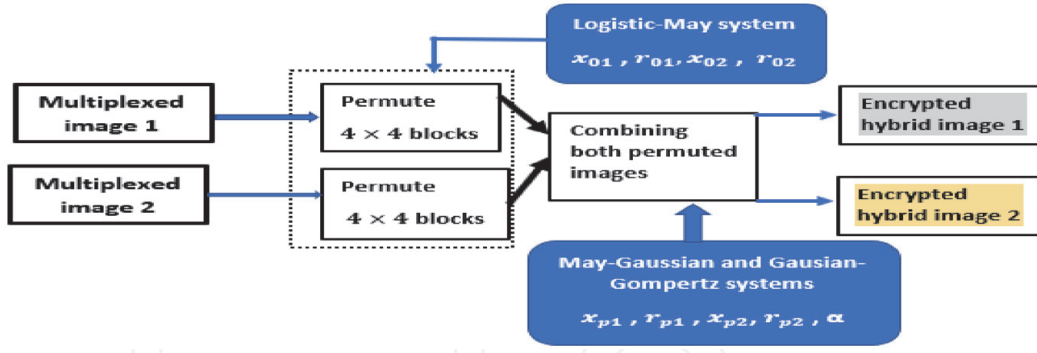 Logistic-May system
x₀₁ , r₀₁, x₀₂ , r₀₂
Multiplexed
image 1
Permute
4 × 4 blocks
Multiplexed
image 2
Permute
4 × 4 blocks
Combining
both permuted
images
Encrypted
hybrid image 1
Encrypted
hybrid image 2
May-Gaussian and Gausian-
Gompertz systems
xₚ₁ , rₚ₁ , xₚ₂, rₚ₂ , α